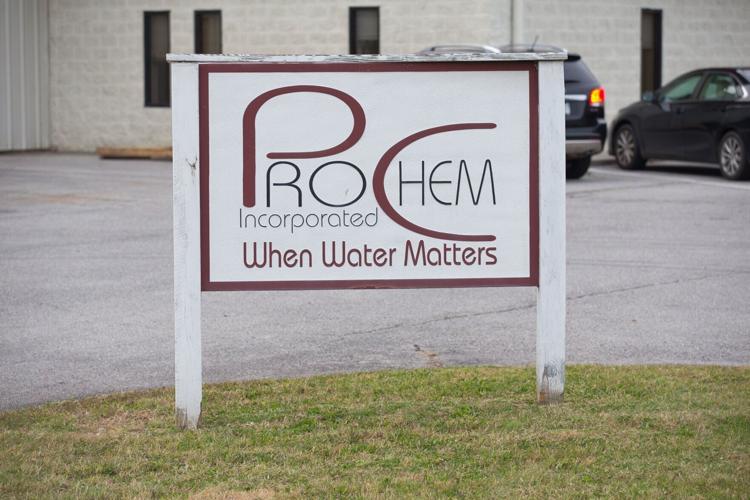 ProChem
Incorporated
When Water Matters